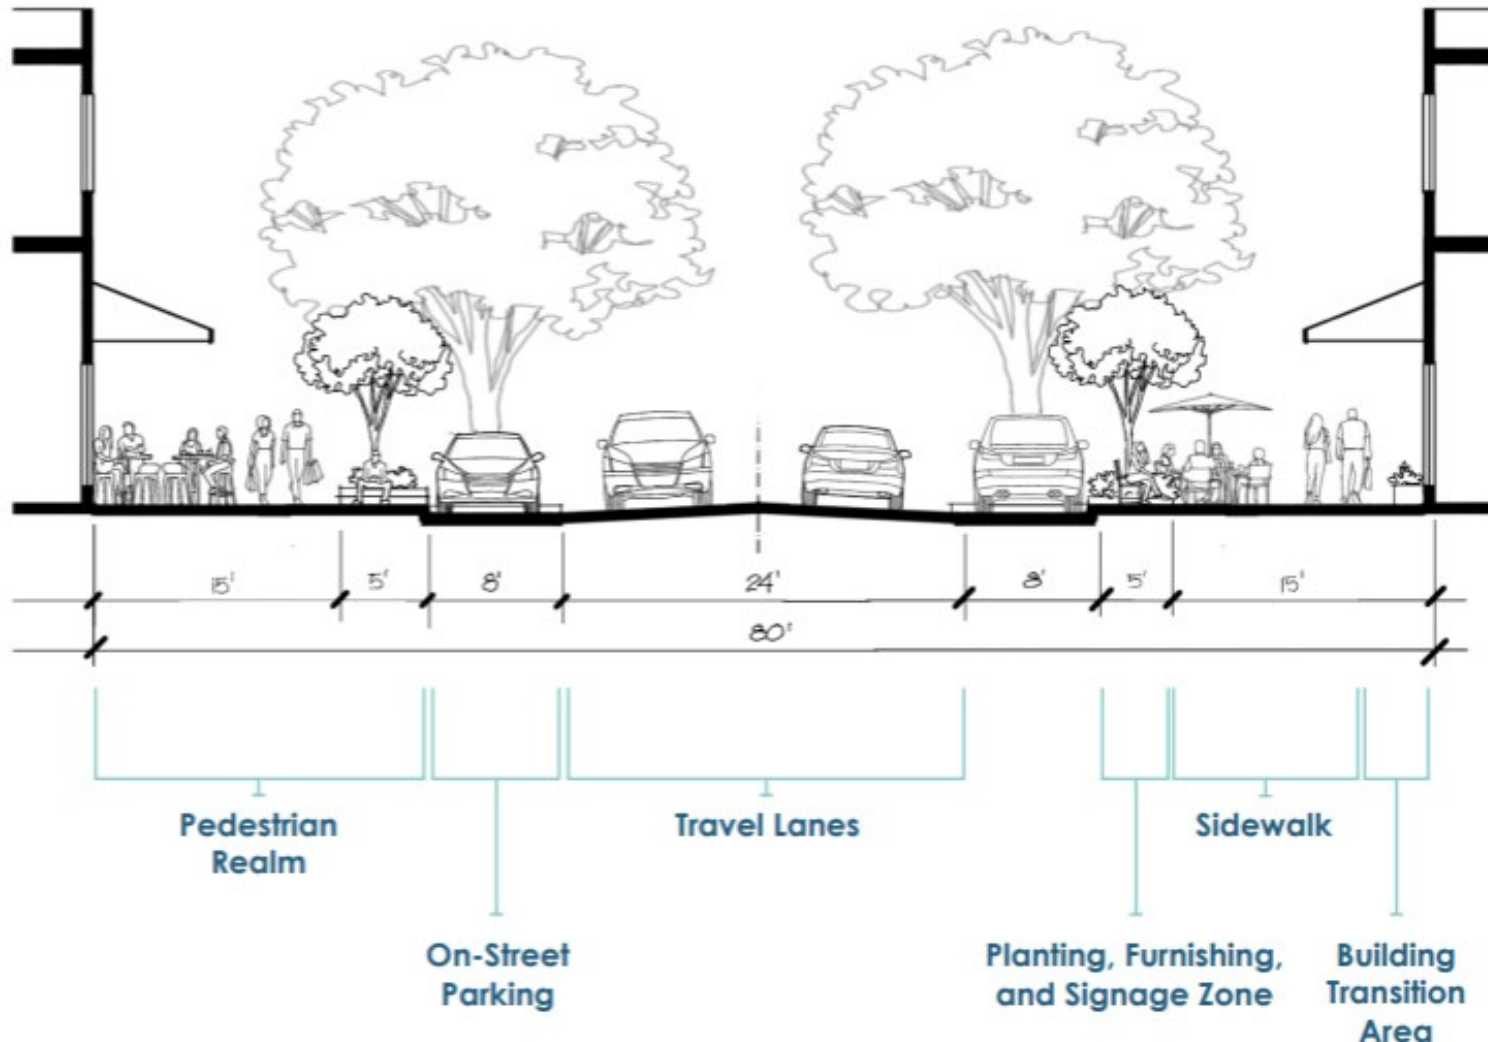 15' 5' 8' 24' 8' 5' 15'
80'
Pedestrian
Realm
Travel Lanes
Sidewalk
On-Street
Parking
Planting, Furnishing,
and Signage Zone
Building
Transition
Area